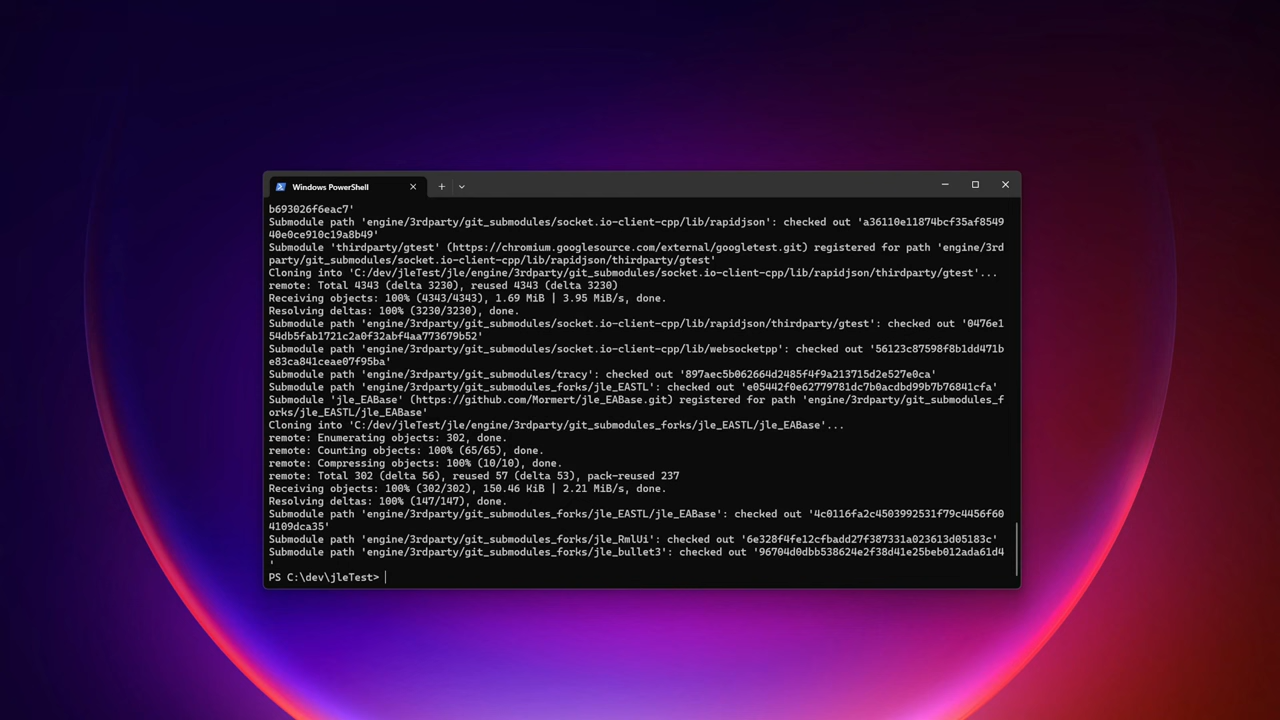 Windows PowerShell
b693026f6eac7'
Submodule path 'engine/3rdparty/git_submodules/socket.io-client-cpp/lib/rapidjson': checked out 'a36110e11874bcf35af8549
40e0ce910c19a8b49'
Submodule 'thirdparty/gtest' (https://chromium.googlesource.com/external/googletest.git) registered for path 'engine/3rd
party/git_submodules/socket.io-client-cpp/lib/rapidjson/thirdparty/gtest'
Cloning into 'C:/dev/jleTest/jle/engine/3rdparty/git_submodules/socket.io-client-cpp/lib/rapidjson/thirdparty/gtest'...
remote: Total 4343 (delta 3230), reused 4343 (delta 3230)
Receiving objects: 100% (4343/4343), 1.69 MiB | 3.95 MiB/s, done.
Resolving deltas: 100% (3230/3230), done.
Submodule path 'engine/3rdparty/git_submodules/socket.io-client-cpp/lib/rapidjson/thirdparty/gtest': checked out '0476e1
54db5fab1721c2a0f32abf4aa773679b52'
Submodule path 'engine/3rdparty/git_submodules/socket.io-client-cpp/lib/websocketpp': checked out '56123c87598f8b1dd471b
e83ca841ceae07f95ba'
Submodule path 'engine/3rdparty/git_submodules/tracy': checked out '897aec5b062664d2485f4f9a213715d2e527e0ca'
Submodule path 'engine/3rdparty/git_submodules_forks/jle_EASTL': checked out 'e05442f0e62779781dc7b0acdbd99b7b76841cfa'
Submodule 'jle_EABase' (https://github.com/Mormert/jle_EABase.git) registered for path 'engine/3rdparty/git_submodules_f
orks/jle_EASTL/jle_EABase'
Cloning into 'C:/dev/jleTest/jle/engine/3rdparty/git_submodules_forks/jle_EASTL/jle_EABase'...
remote: Enumerating objects: 302, done.
remote: Counting objects: 100% (65/65), done.
remote: Compressing objects: 100% (10/10), done.
remote: Total 302 (delta 56), reused 57 (delta 53), pack-reused 237
Receiving objects: 100% (302/302), 150.46 KiB | 2.21 MiB/s, done.
Resolving deltas: 100% (147/147), done.
Submodule path 'engine/3rdparty/git_submodules_forks/jle_EASTL/jle_EABase': checked out '4c0116fa2c4503992531f79c4456f60
4109dca35'
Submodule path 'engine/3rdparty/git_submodules_forks/jle_RmlUi': checked out '6e328f4fe12cfbadd27f387331a023613d05183c'
Submodule path 'engine/3rdparty/git_submodules_forks/jle_bullet3': checked out '96704d0dbb538624e2f38d41e25beb012ada61d4
'
PS C:\dev\jleTest>